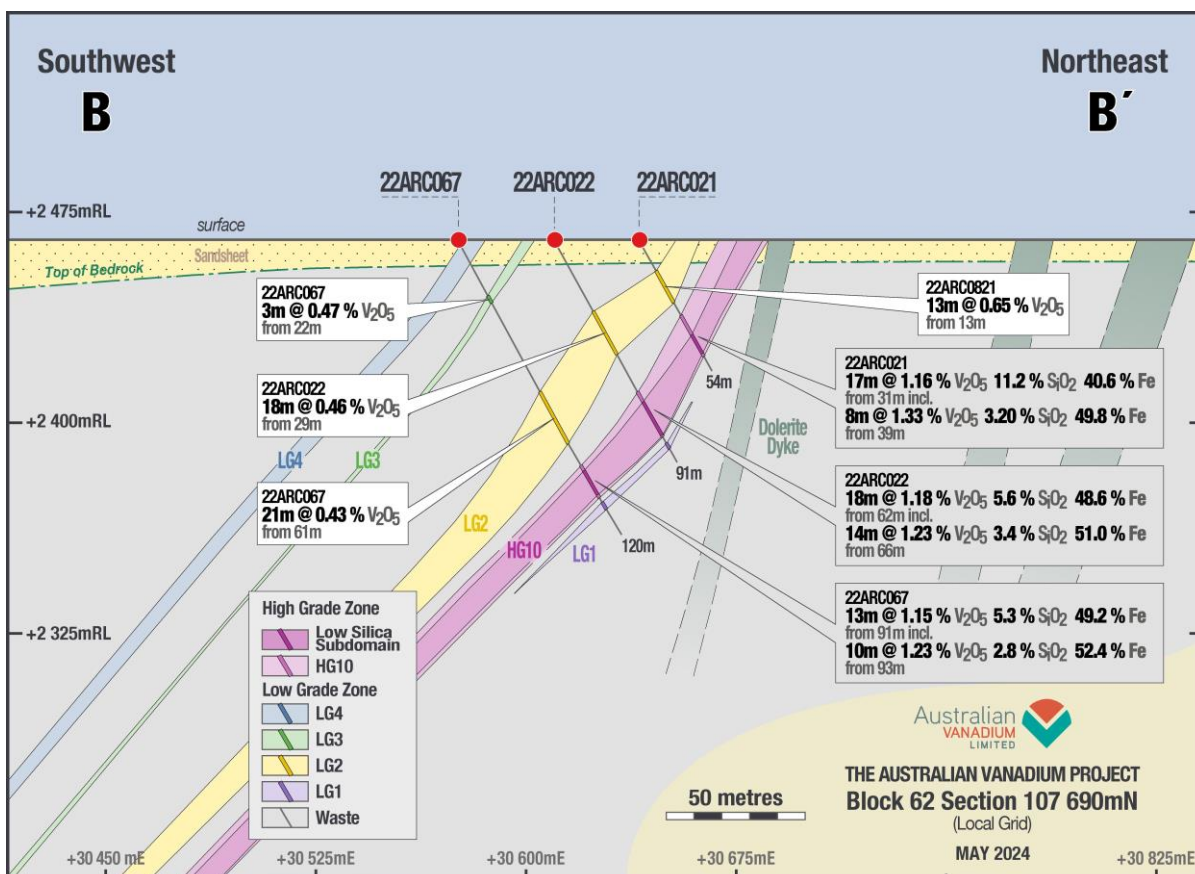 Southwest
B
Northeast
B´
22ARC067
22ARC022
22ARC021
+2 475mRL
surface
Sandsheet
Top of Bedrock
22ARC067
3m @ 0.47 % V₂O₅
from 22m
22ARC0821
13m @ 0.65 % V₂O₅
from 13m
22ARC022
18m @ 0.46 % V₂O₅
from 29m
54m
22ARC021
17m @ 1.16 % V₂O₅ 11.2 % SiO₂ 40.6 % Fe
from 31m incl.
8m @ 1.33 % V₂O₅ 3.20 % SiO₂ 49.8 % Fe
from 39m
+2 400mRL
Dolerite
Dyke
LG4
LG3
91m
22ARC067
21m @ 0.43 % V₂O₅
from 61m
22ARC022
18m @ 1.18 % V₂O₅ 5.6 % SiO₂ 48.6 % Fe
from 62m incl.
14m @ 1.23 % V₂O₅ 3.4 % SiO₂ 51.0 % Fe
from 66m
LG2
HG10
LG1
120m
22ARC067
13m @ 1.15 % V₂O₅ 5.3 % SiO₂ 49.2 % Fe
from 91m incl.
10m @ 1.23 % V₂O₅ 2.8 % SiO₂ 52.4 % Fe
from 93m
+2 325mRL
High Grade Zone
Low Silica
Subdomain
HG10
Low Grade Zone
LG4
LG3
LG2
LG1
Waste
Australian
VANADIUM
LIMITED
50 metres
THE AUSTRALIAN VANADIUM PROJECT
Block 62 Section 107 690mN
(Local Grid)
MAY 2024
+30 450 mE
+30 525mE
+30 600 mE
+30 675mE
+30 825mE